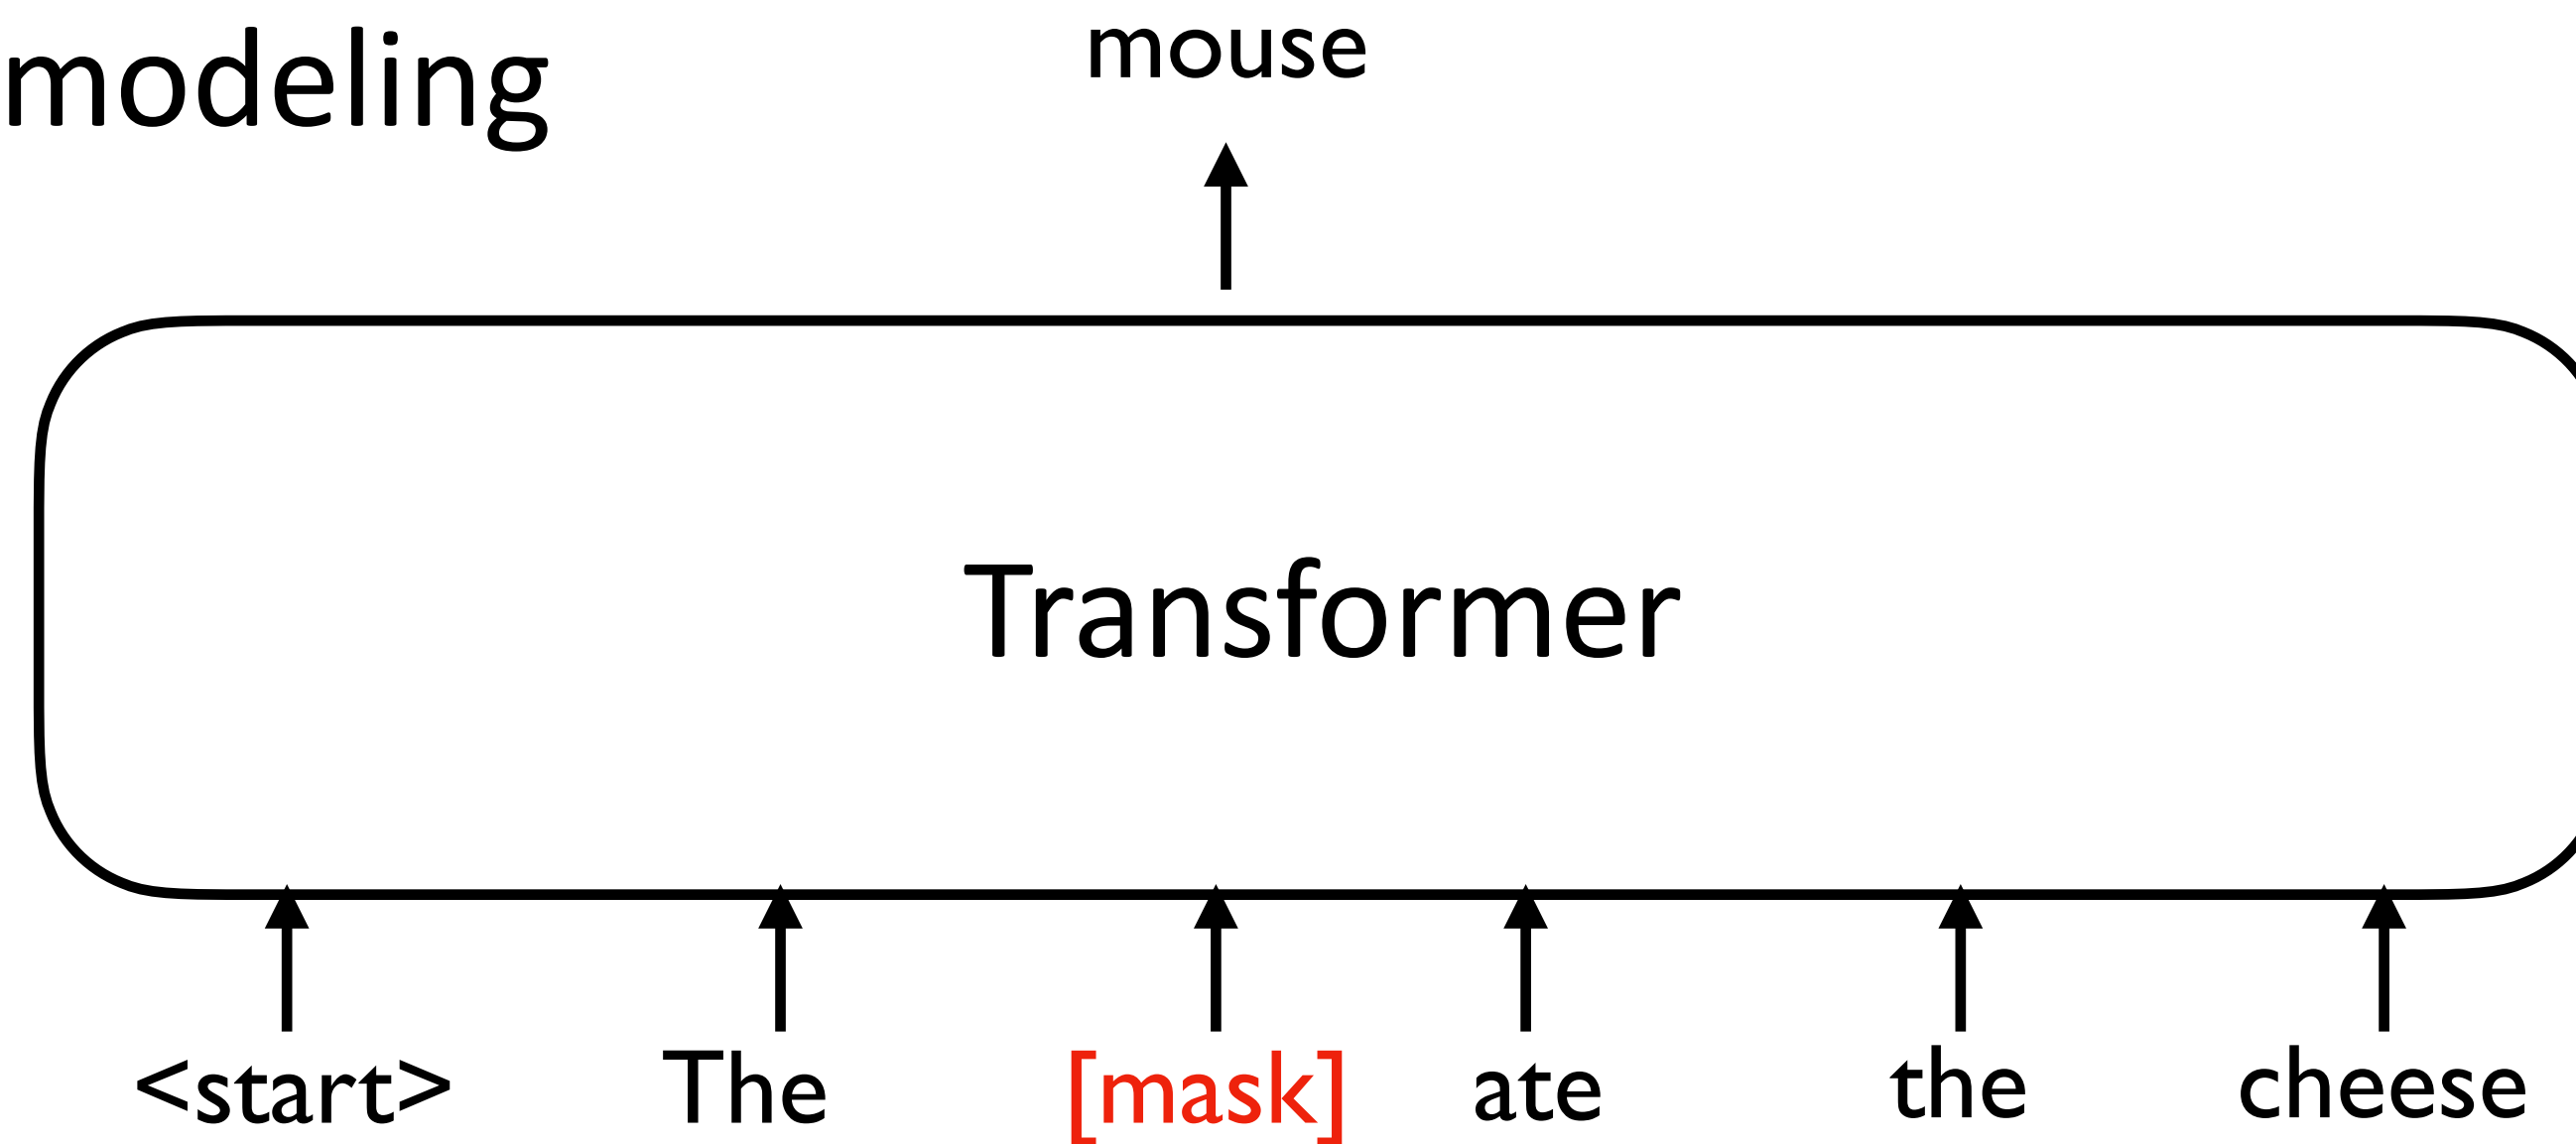 modeling
mouse
Transformer
<start> The [mask] ate the cheese